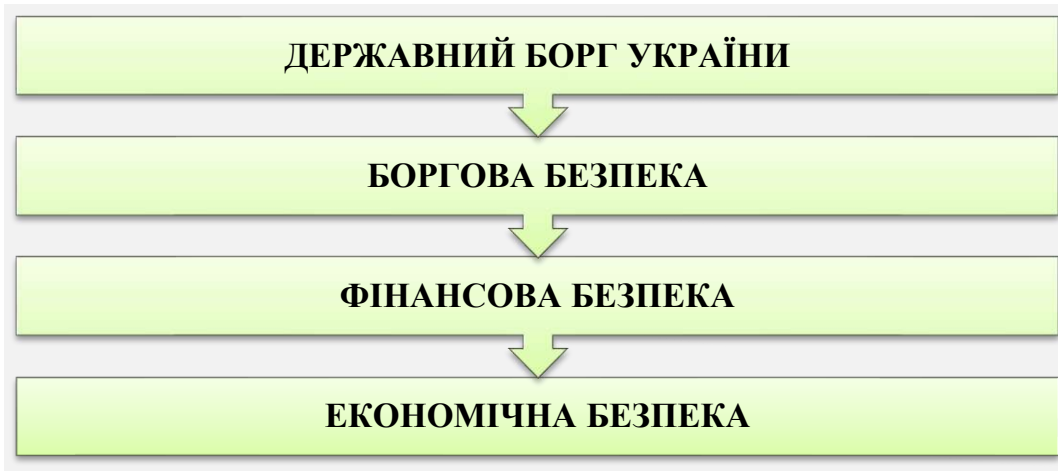 ДЕРЖАВНИЙ БОРГ УКРАЇНИ
БОРГОВА БЕЗПЕКА
ФІНАНСОВА БЕЗПЕКА
ЕКОНОМІЧНА БЕЗПЕКА